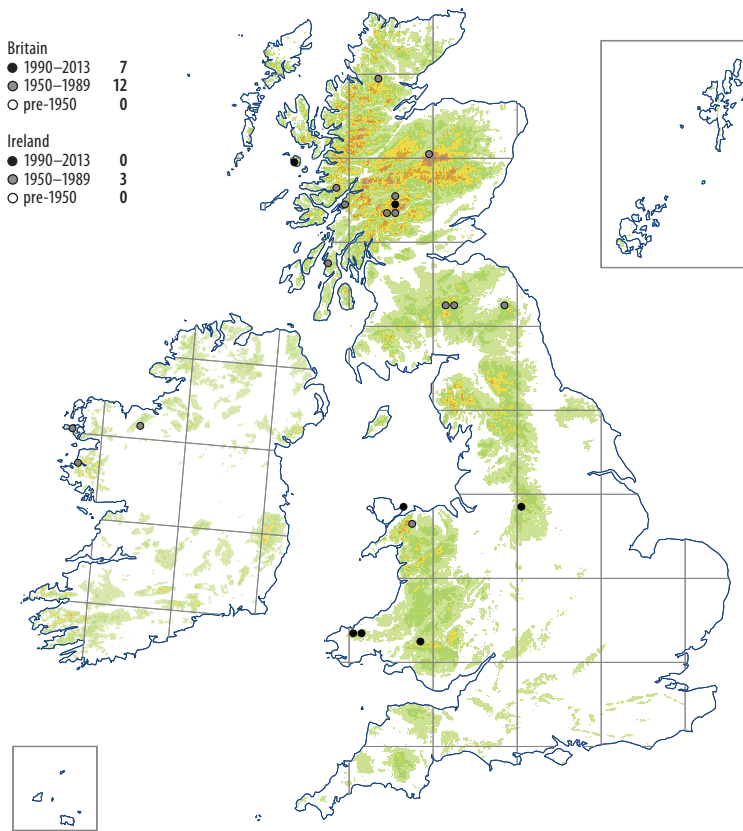 Britain
● 1990–2013 7
● 1950–1989 12
○ pre-1950 0
Ireland
● 1990–2013 0
● 1950–1989 3
○ pre-1950 0